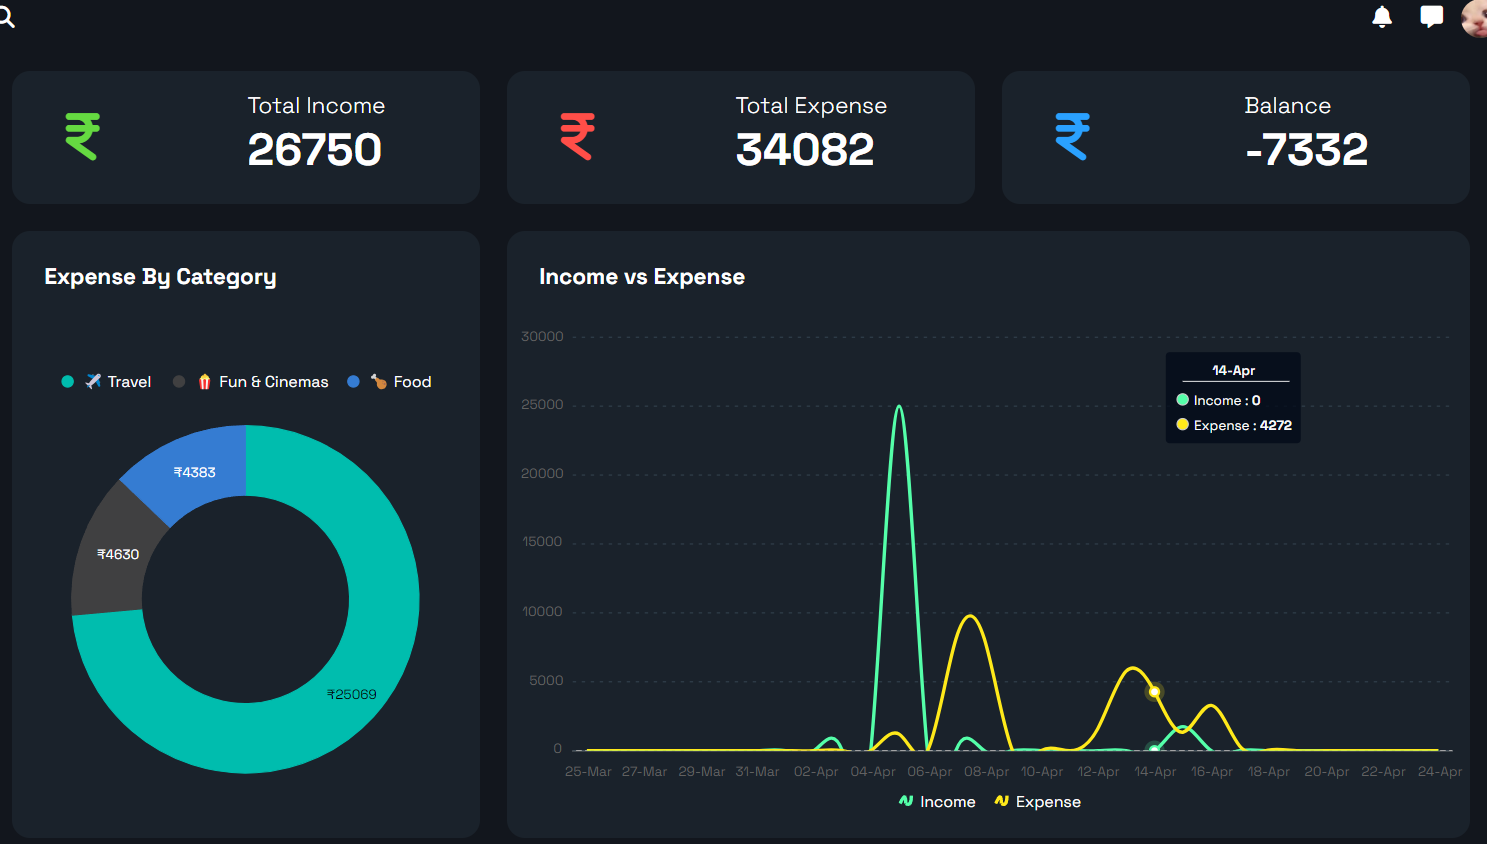 Total Income
26750
Total Expense
34082
Balance
-7332
Expense By Category
Travel
Fun & Cinemas
Food
₹4383
₹4630
₹25069
Income vs Expense
30000
25000
20000
15000
10000
5000
0
14-Apr
Income : 0
Expense : 4272
25-Mar 27-Mar 29-Mar 31-Mar 02-Apr 04-Apr 06-Apr 08-Apr 10-Apr 12-Apr 14-Apr 16-Apr 18-Apr 20-Apr 22-Apr 24-Apr
Income Expense